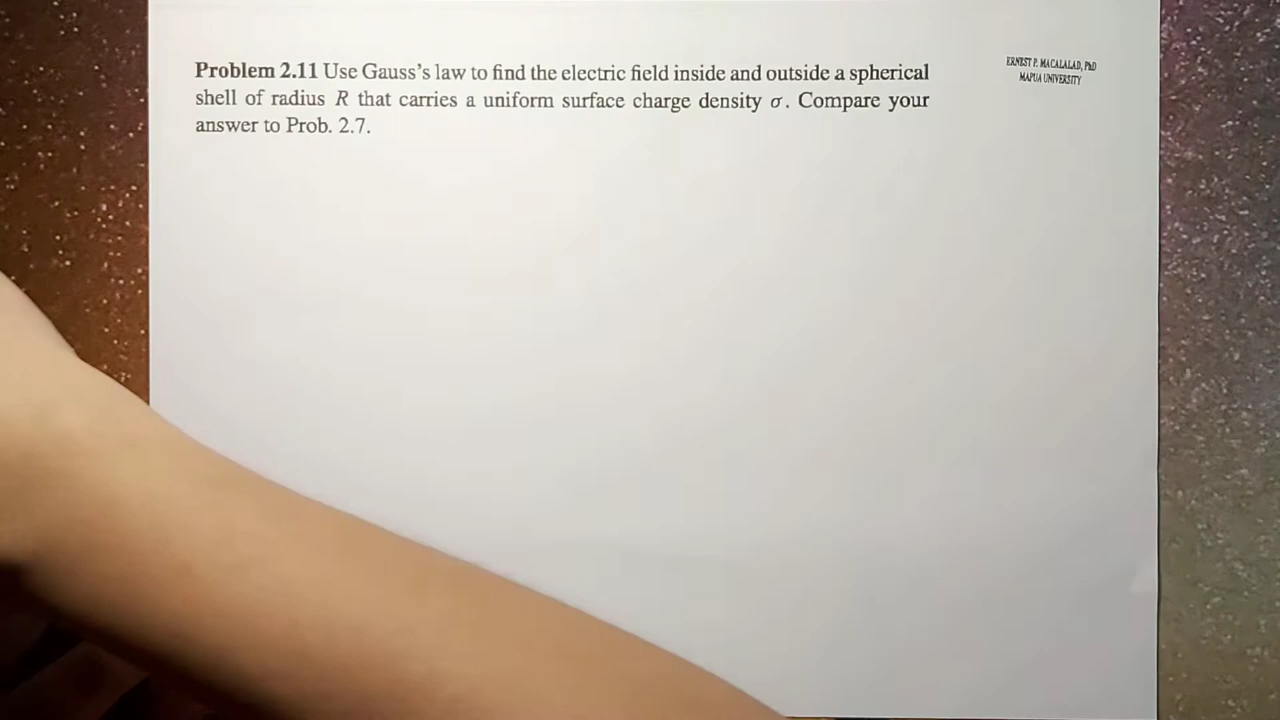 Problem 2.11 Use Gauss's law to find the electric field inside and outside a spherical
shell of radius R that carries a uniform surface charge density σ. Compare your
answer to Prob. 2.7.
ERNEST P. MACALALAD, PhD
MAPUA UNIVERSITY